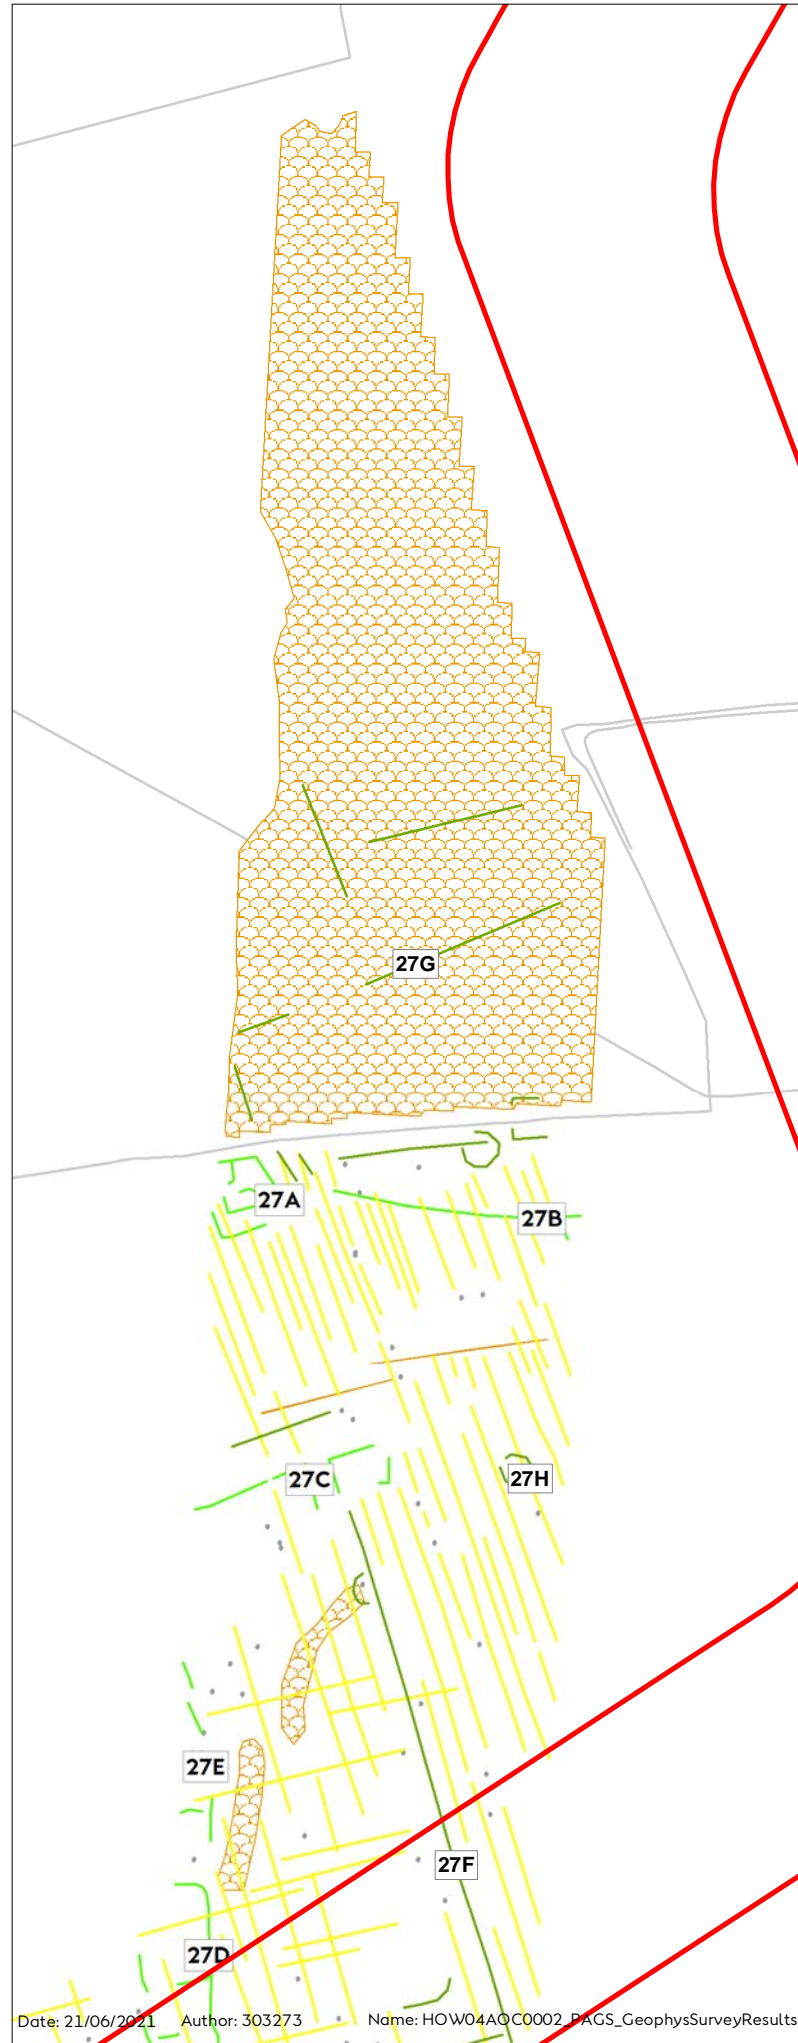 27G
27A
27B
27C
27H
27E
27F
27D
Date: 21/06/2021 Author: 303273 Name: HOW04AOC0002_PAGS_GeophysSurveyResults